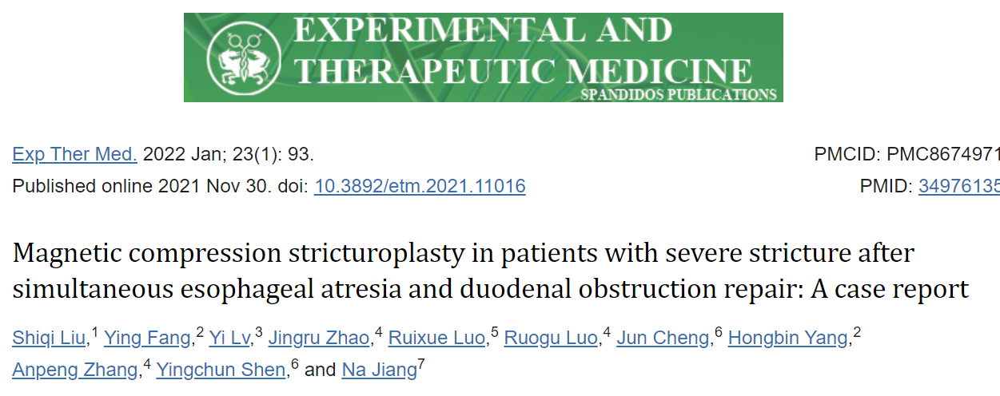 EXPERIMENTAL AND
THERAPEUTIC MEDICINE
SPANDIDOS PUBLICATIONS
Exp Ther Med. 2022 Jan; 23(1): 93. PMCID: PMC8674971
Published online 2021 Nov 30. doi: 10.3892/etm.2021.11016 PMID: 34976135
Magnetic compression stricturoplasty in patients with severe stricture after
simultaneous esophageal atresia and duodenal obstruction repair: A case report
Shiqi Liu,1 Ying Fang,2 Yi Lv,3 Jingru Zhao,4 Ruixue Luo,5 Ruogu Luo,4 Jun Cheng,6 Hongbin Yang,2
Anpeng Zhang,4 Yingchun Shen,6 and Na Jiang7